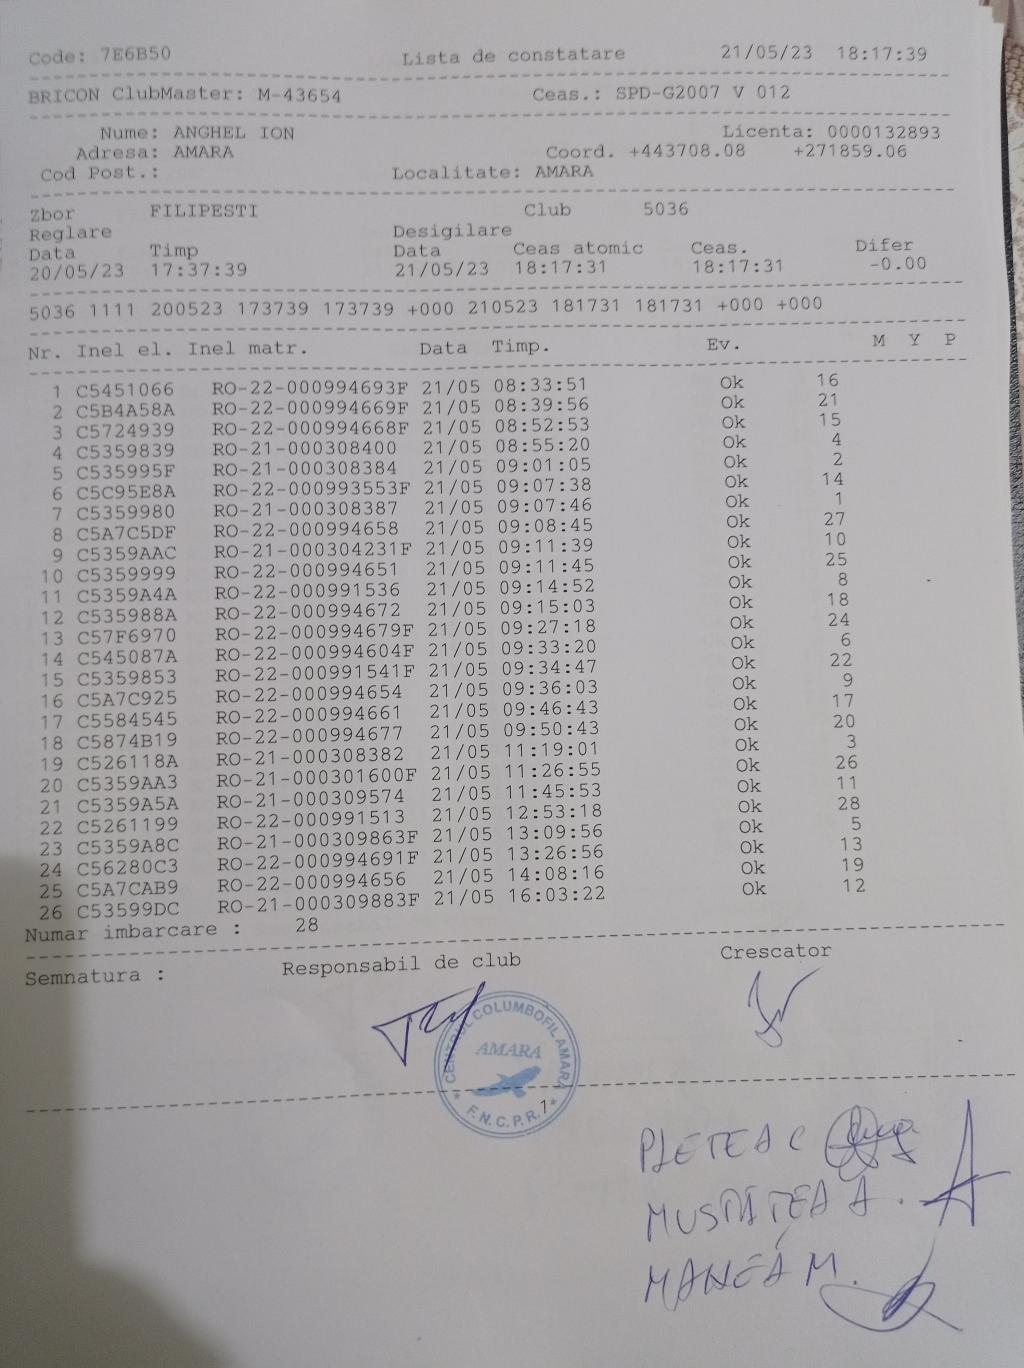 Code: 7E6B50 Lista de constatare 21/05/23 18:17:39
BRICON ClubMaster: M-43654 Ceas.: SPD-G2007 V 012
Nume: ANGHEL ION Licenta: 0000132893
Adresa: AMARA Coord. +443708.08 +271859.06
Cod Post.: Localitate: AMARA
Zbor FILIPESTI Club 5036
Reglare Desigilare
Data Timp Data Ceas atomic Ceas. Difer
20/05/23 17:37:39 21/05/23 18:17:31 18:17:31 -0.00
5036 1111 200523 173739 173739 +000 210523 181731 181731 +000 +000
Nr. Inel el. Inel matr. Data Timp. Ev. M Y P
1 C5451066 RO-22-000994693F 21/05 08:33:51 Ok 16
2 C5B4A58A RO-22-000994669F 21/05 08:39:56 Ok 21
3 C5724939 RO-22-000994668F 21/05 08:52:53 Ok 15
4 C5359839 RO-21-000308400 21/05 08:55:20 Ok 4
5 C535995F RO-21-000308384 21/05 09:01:05 Ok 2
6 C5C95E8A RO-22-000993553F 21/05 09:07:38 Ok 14
7 C5359980 RO-21-000308387 21/05 09:07:46 Ok 1
8 C5A7C5DF RO-22-000994658 21/05 09:08:45 Ok 27
9 C5359AAC RO-21-000304231F 21/05 09:11:39 Ok 10
10 C5359999 RO-22-000994651 21/05 09:11:45 Ok 25
11 C5359A4A RO-22-000991536 21/05 09:14:52 Ok 8
12 C535988A RO-22-000994672 21/05 09:15:03 Ok 18
13 C57F6970 RO-22-000994679F 21/05 09:27:18 Ok 24
14 C545087A RO-22-000994604F 21/05 09:33:20 Ok 6
15 C5359853 RO-22-000991541F 21/05 09:34:47 Ok 22
16 C5A7C925 RO-22-000994654 21/05 09:36:03 Ok 9
17 C5584545 RO-22-000994661 21/05 09:46:43 Ok 17
18 C5874B19 RO-22-000994677 21/05 09:50:43 Ok 20
19 C526118A RO-21-000308382 21/05 11:19:01 Ok 3
20 C5359AA3 RO-21-000301600F 21/05 11:26:55 Ok 26
21 C5359A5A RO-21-000309574 21/05 11:45:53 Ok 11
22 C5261199 RO-22-000991513 21/05 12:53:18 Ok 28
23 C5359A8C RO-21-000309863F 21/05 13:09:56 Ok 5
24 C56280C3 RO-22-000994691F 21/05 13:26:56 Ok 13
25 C5A7CAB9 RO-22-000994656 21/05 14:08:16 Ok 19
26 C53599DC RO-21-000309883F 21/05 16:03:22 Ok 12
Numar imbarcare : 28
Semnatura : Responsabil de club Crescator
CENTRUL COLUMBOFIL AMARA
AMARA
* F.N.C.P.R. *
1
PLETEA C
MUSTATEA A.
MANEA M.